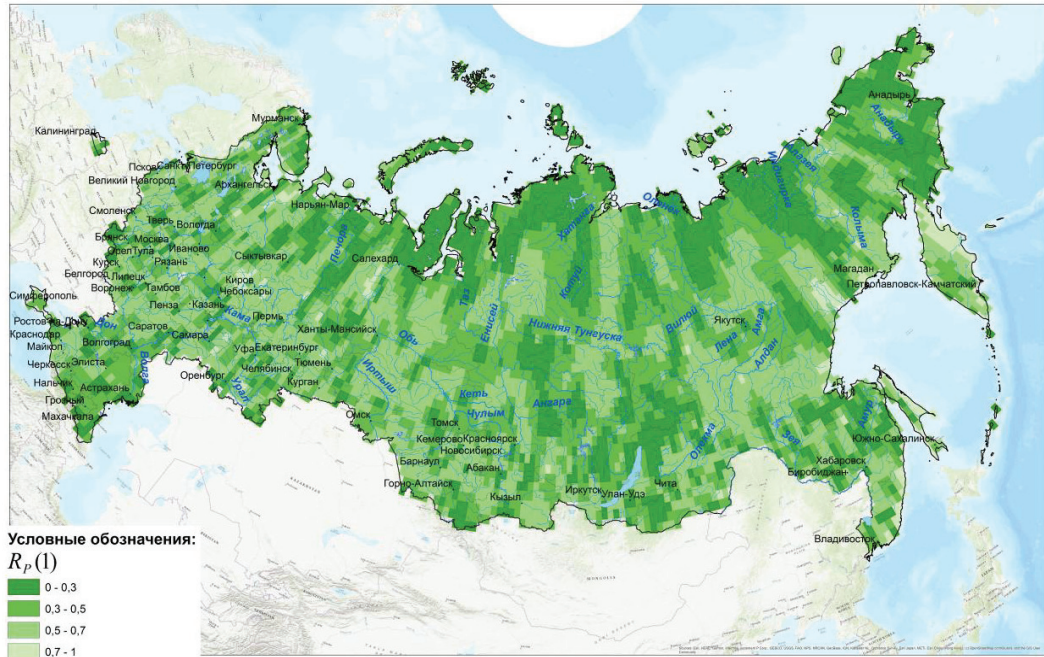 Калининград
Мурманск
Псков
Санкт-Петербург
Великий Новгород
Архангельск
Анадырь
Анадырь
Нарьян-Мар
Смоленск
Тверь
Вологда
Печора
Хатанга
Оленек
Индигирка
Колыма
Брянск
Москва
Орел
Тула
Иваново
Рязань
Сыктывкар
Салехард
Котуй
Курск
Белгород
Липецк
Воронеж
Тамбов
Киров
Чебоксары
Таз
Енисей
Магадан
Петропавловск-Камчатский
Симферополь
Пенза
Казань
Кама
Пермь
Ханты-Мансийск
Обь
Нижняя Тунгуска
Вилюй
Якутск
Лена
Амга
Алдан
Ростов-на-Дону
Дон
Краснодар
Майкоп
Саратов
Самара
Волгоград
Уфа
Екатеринбург
Челябинск
Тюмень
Курган
Иртыш
Черкесск
Элиста
Волга
Оренбург
Урал
Нальчик
Астрахань
Грозный
Махачкала
Омск
Кеть
Чулым
Ангара
Томск
Кемерово
Красноярск
Новосибирск
Барнаул
Абакан
Горно-Алтайск
Кызыл
Иркутск
Улан-Удэ
Чита
Олекма
Зея
Амур
Южно-Сахалинск
Хабаровск
Биробиджан
Владивосток
Условные обозначения:
R_P(1)
0 - 0,3
0,3 - 0,5
0,5 - 0,7
0,7 - 1